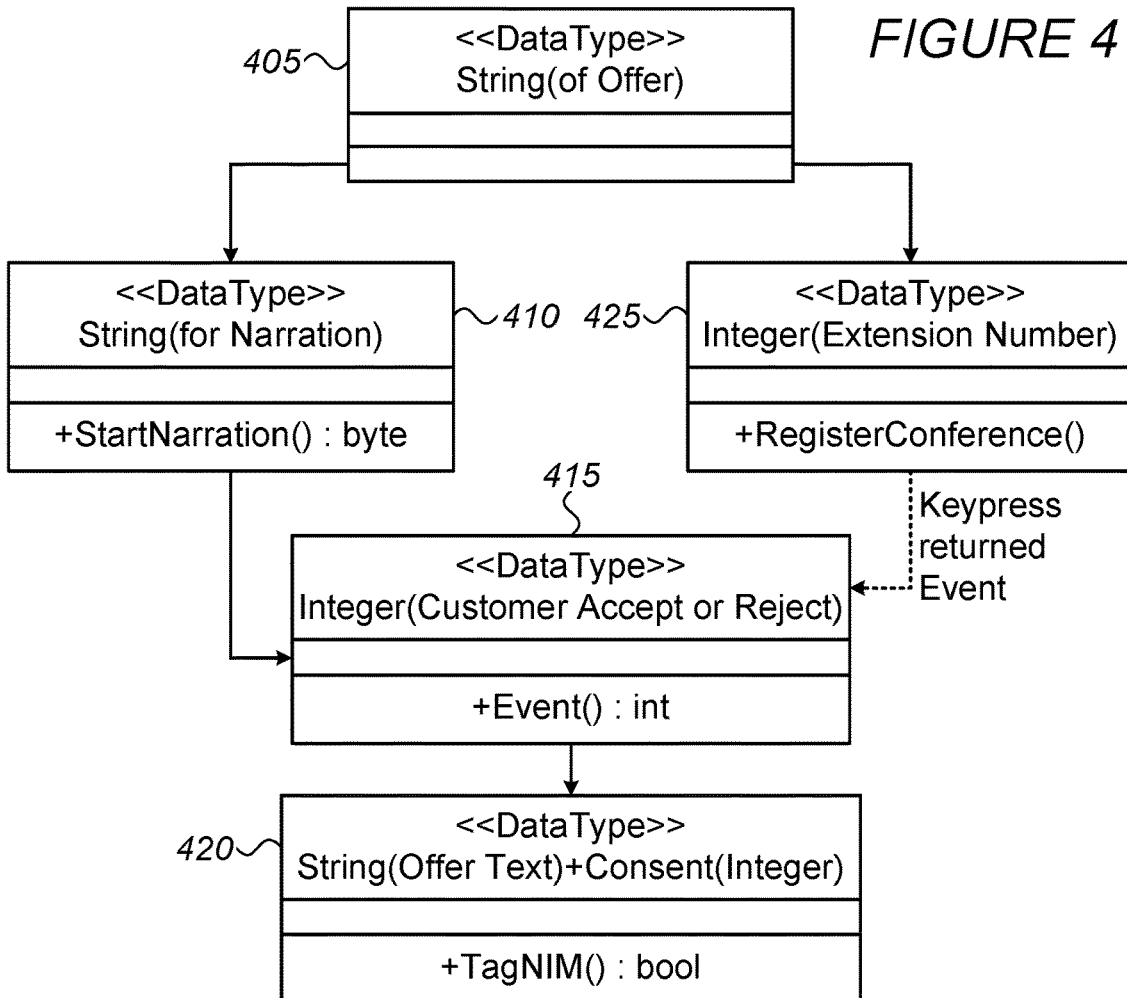 FIGURE 4
405
<<DataType>>
String(of Offer)
<<DataType>>
String(for Narration)
+StartNarration() : byte
410
425
<<DataType>>
Integer(Extension Number)
+RegisterConference()
Keypress
returned
Event
415
<<DataType>>
Integer(Customer Accept or Reject)
+Event() : int
420
<<DataType>>
String(Offer Text)+Consent(Integer)
+TagNIM() : bool